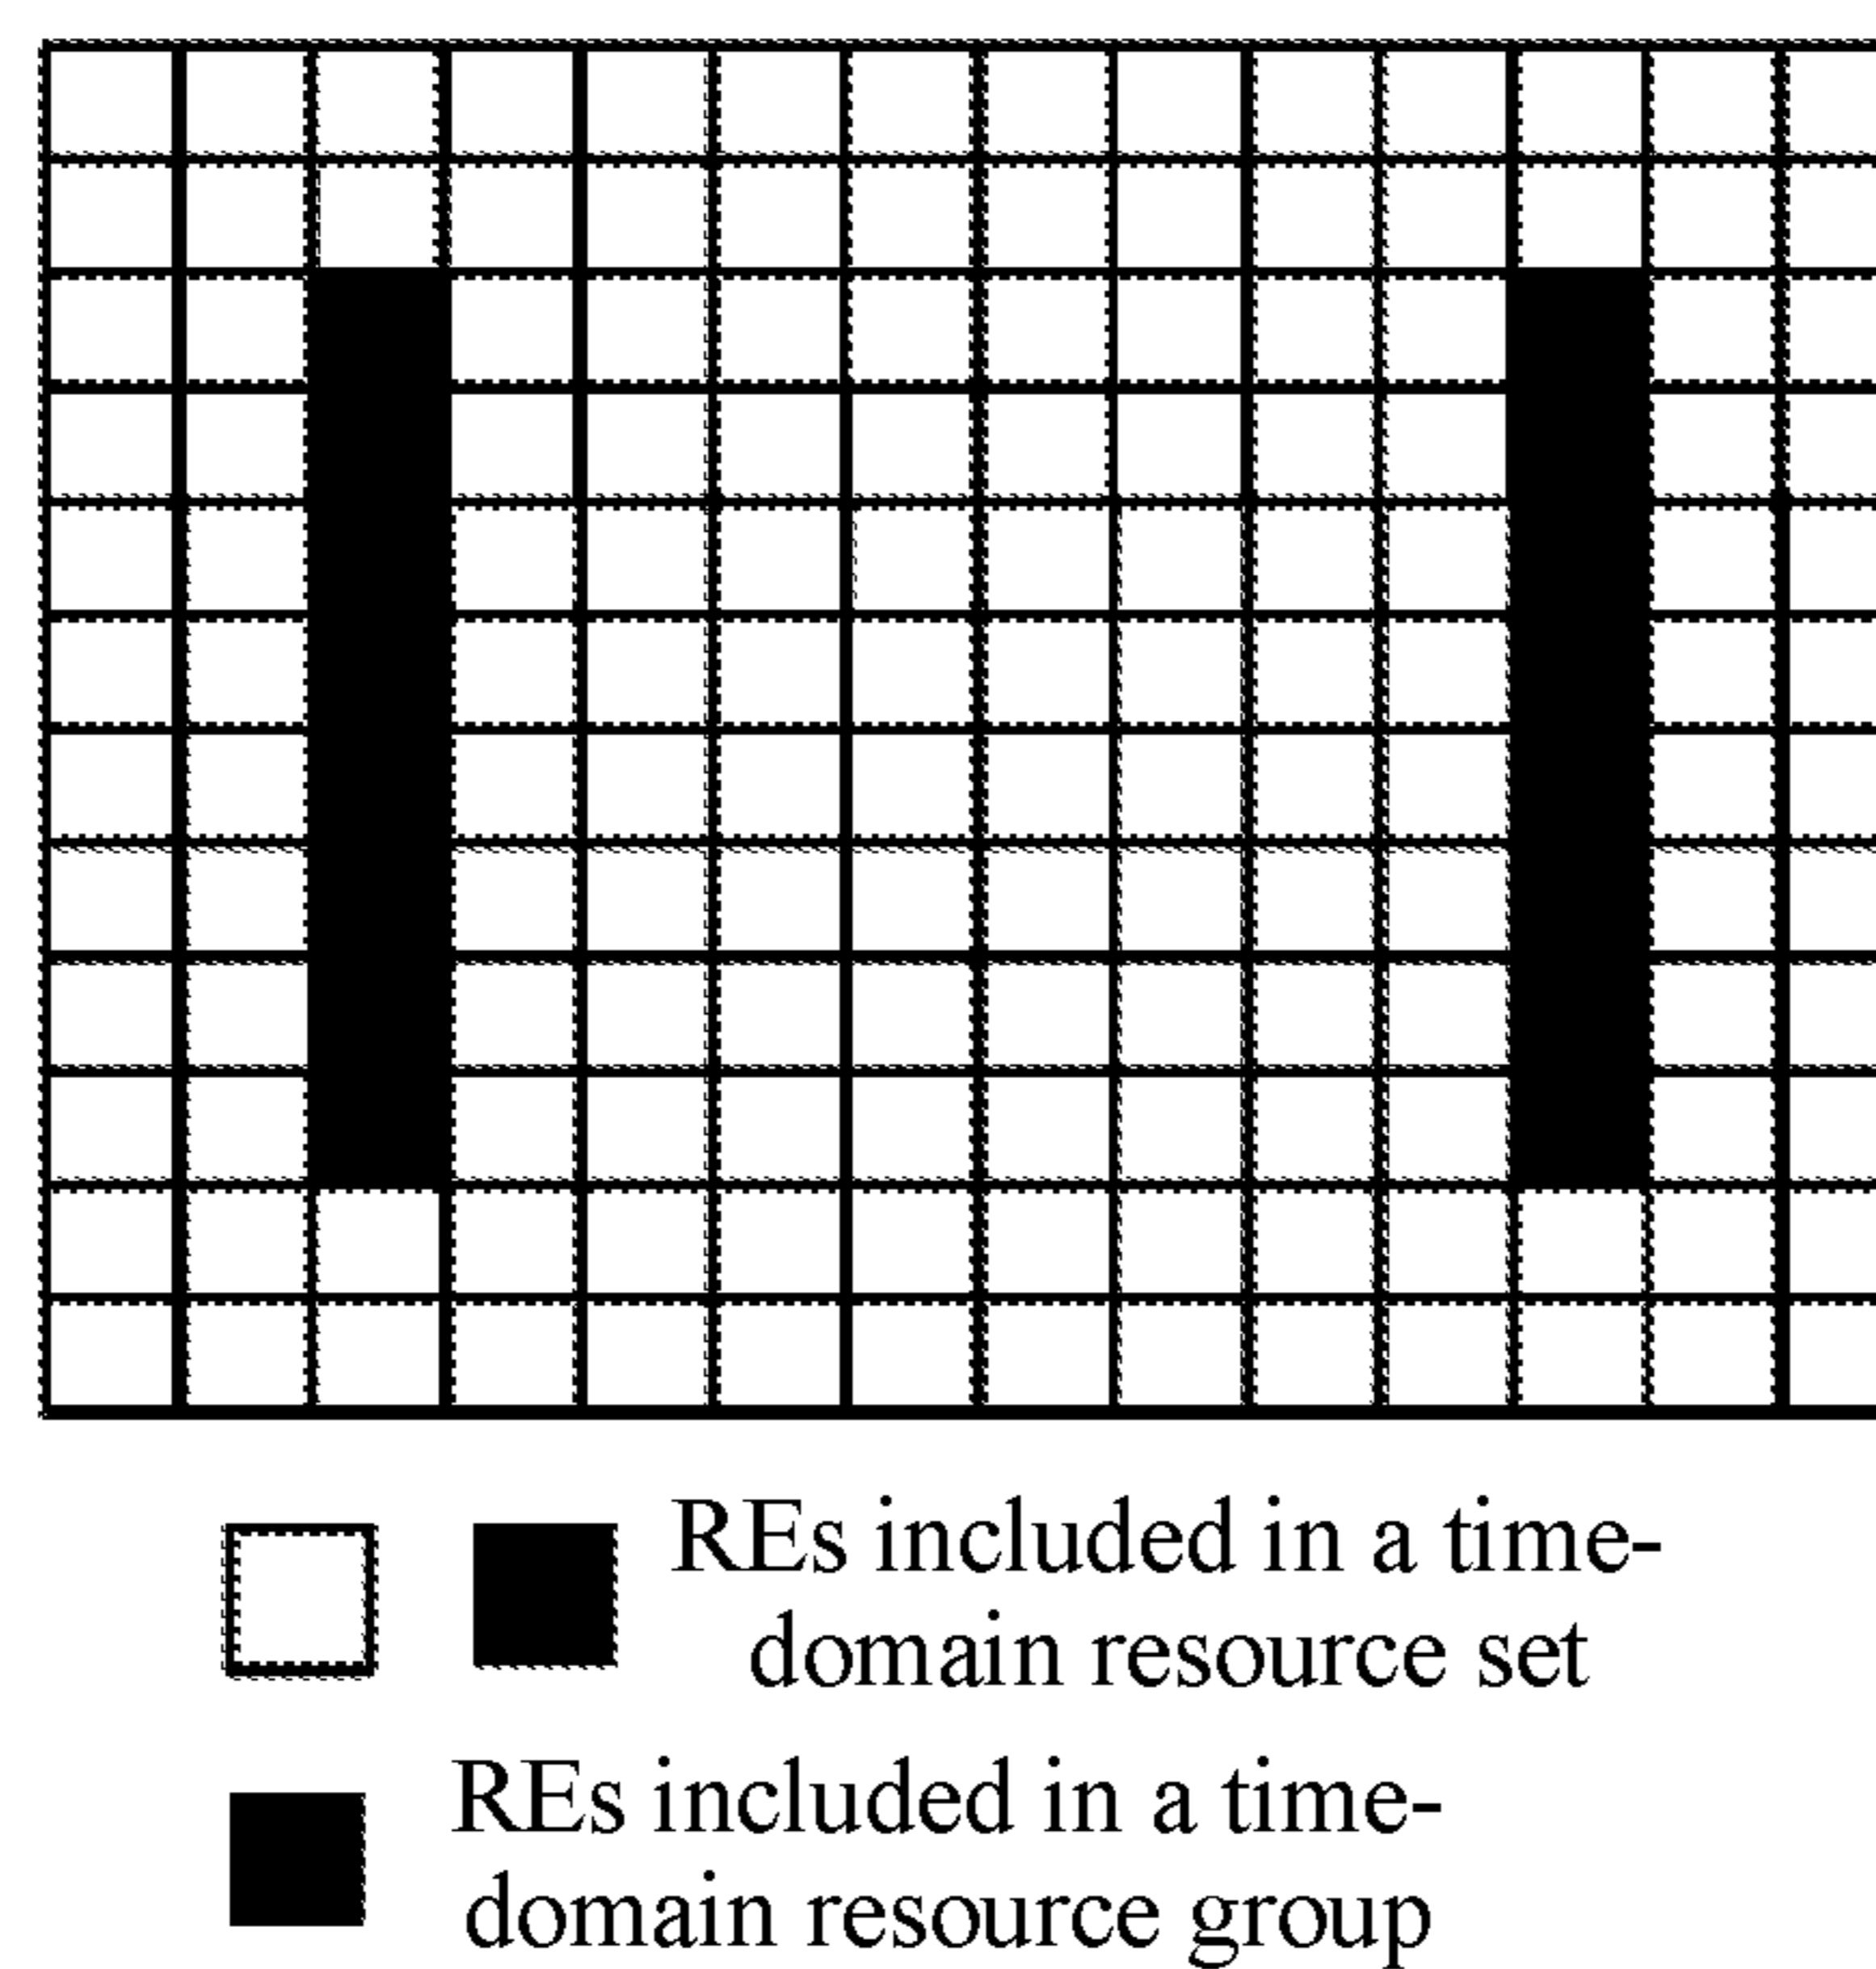 REs included in a time-
domain resource set
REs included in a time-
domain resource group